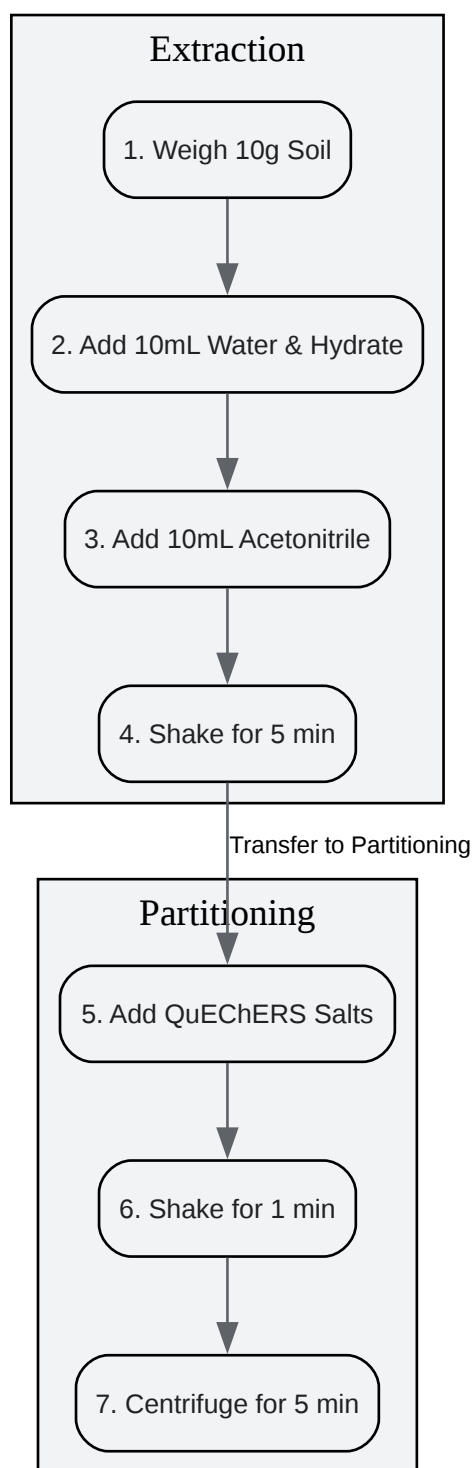 Extraction
1. Weigh 10g Soil
2. Add 10mL Water & Hydrate
3. Add 10mL Acetonitrile
4. Shake for 5 min
Transfer to Partitioning
Partitioning
5. Add QuEChERS Salts
6. Shake for 1 min
7. Centrifuge for 5 min